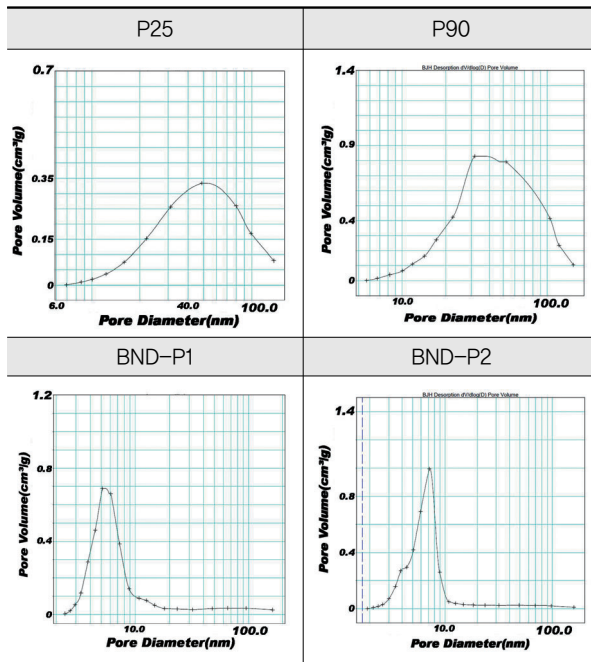 P25
P90
0.7
0.35
0.15
0
Pore Volume(cm³/g)
6.0
40.0
100.0
Pore Diameter(nm)
BJH Desorption dV/dlog(D) Pore Volume
1.4
0.9
0.4
0
Pore Volume(cm³/g)
10.0
100.0
Pore Diameter(nm)
BND-P1
BND-P2
1.2
0.8
0.4
0
Pore Volume(cm³/g)
10.0
100.0
Pore Diameter(nm)
BJH Desorption dV/dlog(D) Pore Volume
1.4
0.8
0.4
0
Pore Volume(cm³/g)
10.0
100.0
Pore Diameter(nm)